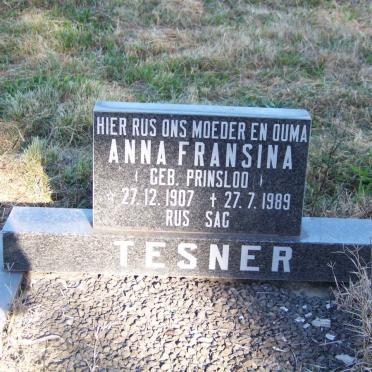 HIER RUS ONS MOEDER EN OUMA
ANNA FRANSINA
( GEB. PRINSLOO )
* 27. 12. 1907 † 27. 7. 1989
RUS SAG
TESNER